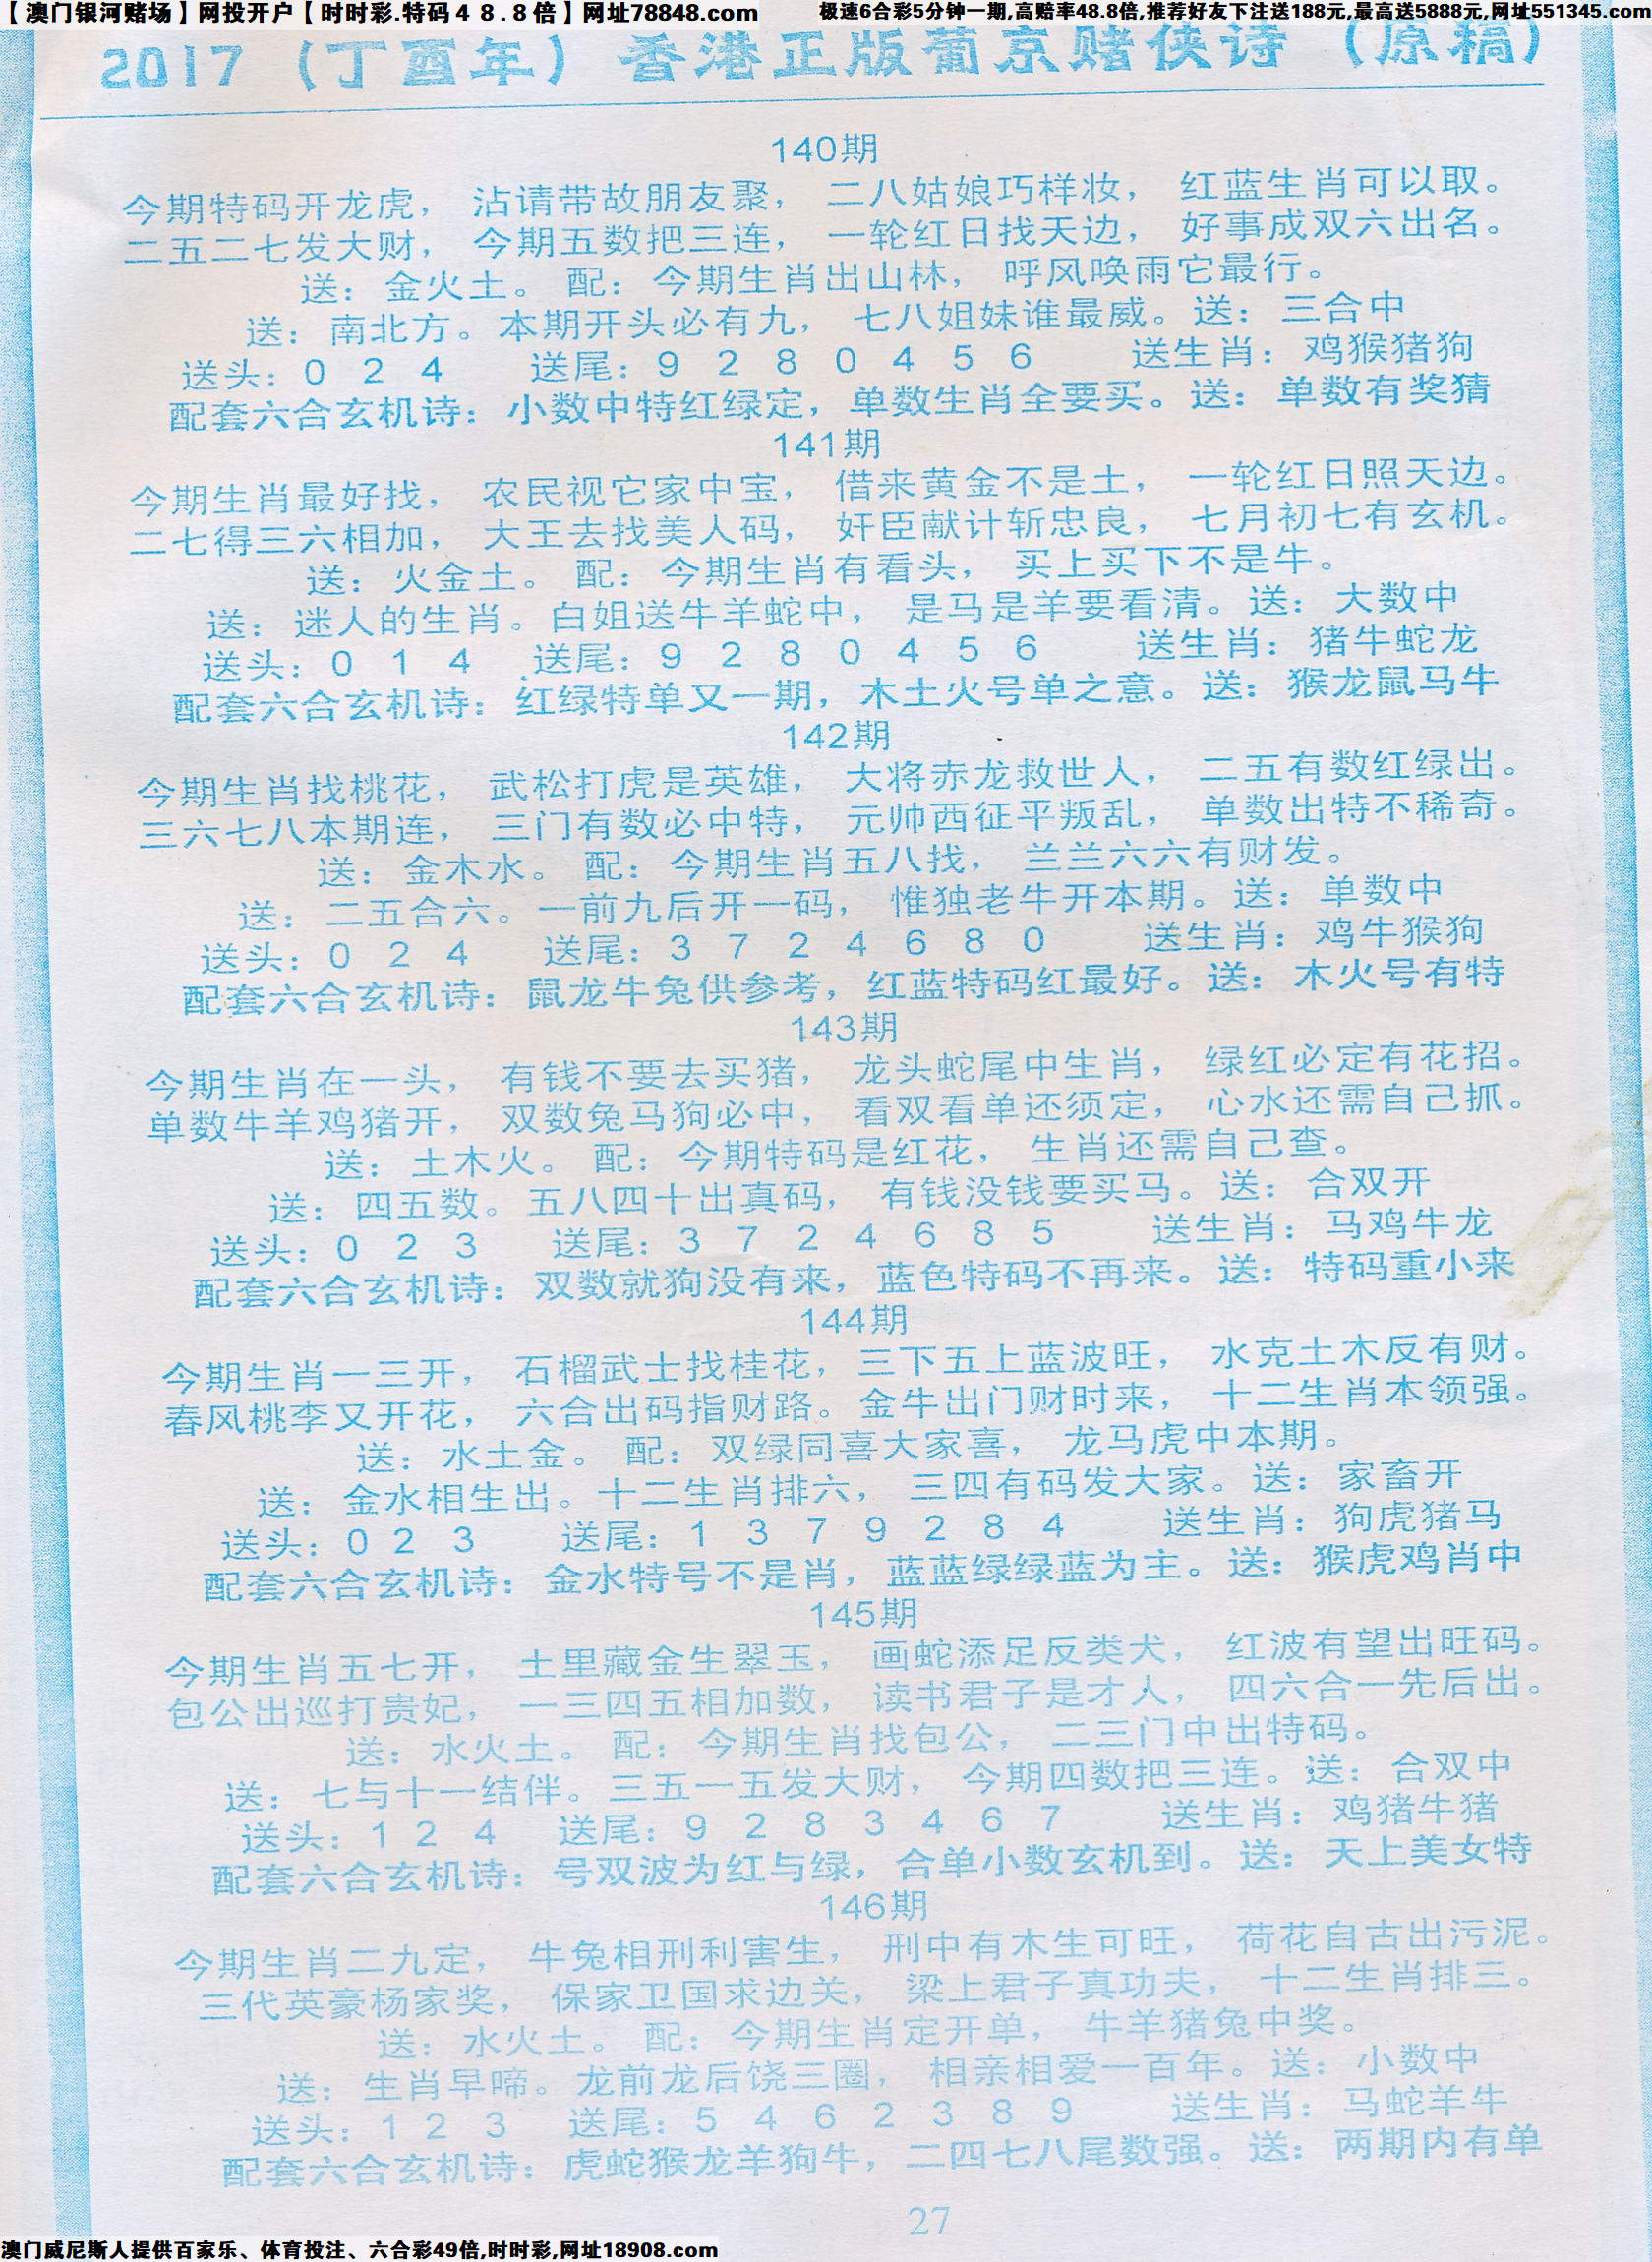 【澳门银河赌场】网投开户【时时彩.特码４８.８倍】网址78848.com
极速6合彩5分钟一期,高赔率48.8倍,推荐好友下注送188元,最高送5888元,网址551345.com
2017（丁酉年）香港正版葡京赌侠诗（原稿）
140期
今期特码开龙虎， 沾请带故朋友聚， 二八姑娘巧样妆， 红蓝生肖可以取。
二五二七发大财， 今期五数把三连， 一轮红日找天边， 好事成双六出名。
送：金火土。 配：今期生肖出山林， 呼风唤雨它最行。
送：南北方。本期开头必有九， 七八姐妹谁最威。送：三合中
送头：0 2 4 送尾：9 2 8 0 4 5 6 送生肖：鸡猴猪狗
配套六合玄机诗：小数中特红绿定，单数生肖全要买。送：单数有奖猜
141期
今期生肖最好找， 农民视它家中宝， 借来黄金不是土， 一轮红日照天边。
二七得三六相加， 大王去找美人码， 奸臣献计斩忠良， 七月初七有玄机。
送：火金土。 配：今期生肖有看头， 买上买下不是牛。
送：迷人的生肖。白姐送牛羊蛇中， 是马是羊要看清。送：大数中
送头：0 1 4 送尾：9 2 8 0 4 5 6 送生肖：猪牛蛇龙
配套六合玄机诗：红绿特单又一期，木土火号单之意。送：猴龙鼠马牛
142期
今期生肖找桃花， 武松打虎是英雄， 大将赤龙救世人， 二五有数红绿出。
三六七八本期连， 三门有数必中特， 元帅西征平叛乱， 单数出特不稀奇。
送：金木水。 配：今期生肖五八找， 兰兰六六有财发。
送：二五合六。一前九后开一码， 惟独老牛开本期。送：单数中
送头：0 2 4 送尾：3 7 2 4 6 8 0 送生肖：鸡牛猴狗
配套六合玄机诗：鼠龙牛兔供参考，红蓝特码红最好。送：木火号有特
143期
今期生肖在一头， 有钱不要去买猪， 龙头蛇尾中生肖， 绿红必定有花招。
单数牛羊鸡猪开， 双数兔马狗必中， 看双看单还须定， 心水还需自己抓。
送：土木火。 配：今期特码是红花， 生肖还需自己查。
送：四五数。五八四十出真码， 有钱没钱要买马。送：合双开
送头：0 2 3 送尾：3 7 2 4 6 8 5 送生肖：马鸡牛龙
配套六合玄机诗：双数就狗没有来，蓝色特码不再来。送：特码重小来
144期
今期生肖一三开， 石榴武士找桂花，三下五上蓝波旺， 水克土木反有财。
春风桃李又开花， 六合出码指财路。金牛出门财时来， 十二生肖本领强。
送：水土金。 配：双绿同喜大家喜， 龙马虎中本期。
送：金水相生出。十二生肖排六， 三四有码发大家。送：家畜开
送头：0 2 3 送尾：1 3 7 9 2 8 4 送生肖：狗虎猪马
配套六合玄机诗：金水特号不是肖，蓝蓝绿绿蓝为主。送：猴虎鸡肖中
145期
今期生肖五七开， 土里藏金生翠玉， 画蛇添足反类犬， 红波有望出旺码。
包公出巡打贵妃， 一三四五相加数， 读书君子是才人， 四六合一先后出。
送：水火土。 配：今期生肖找包公， 二三门中出特码。
送：七与十一结伴。三五一五发大财， 今期四数把三连。送：合双中
送头：1 2 4 送尾：9 2 8 3 4 6 7 送生肖：鸡猪牛猪
配套六合玄机诗：号双波为红与绿，合单小数玄机到。送：天上美女特
146期
今期生肖二九定， 牛兔相刑利害生， 刑中有木生可旺， 荷花自古出污泥。
三代英豪杨家奖， 保家卫国求边关， 梁上君子真功夫， 十二生肖排三。
送：水火土。 配：今期生肖定开单， 牛羊猪兔中奖。
送：生肖早啼。龙前龙后饶三圈， 相亲相爱一百年。送：小数中
送头：1 2 3 送尾：5 4 6 2 3 8 9 送生肖：马蛇羊牛
配套六合玄机诗：虎蛇猴龙羊狗牛，二四七八尾数强。送：两期内有单
27
澳门威尼斯人提供百家乐、体育投注、六合彩49倍,时时彩,网址18908.com